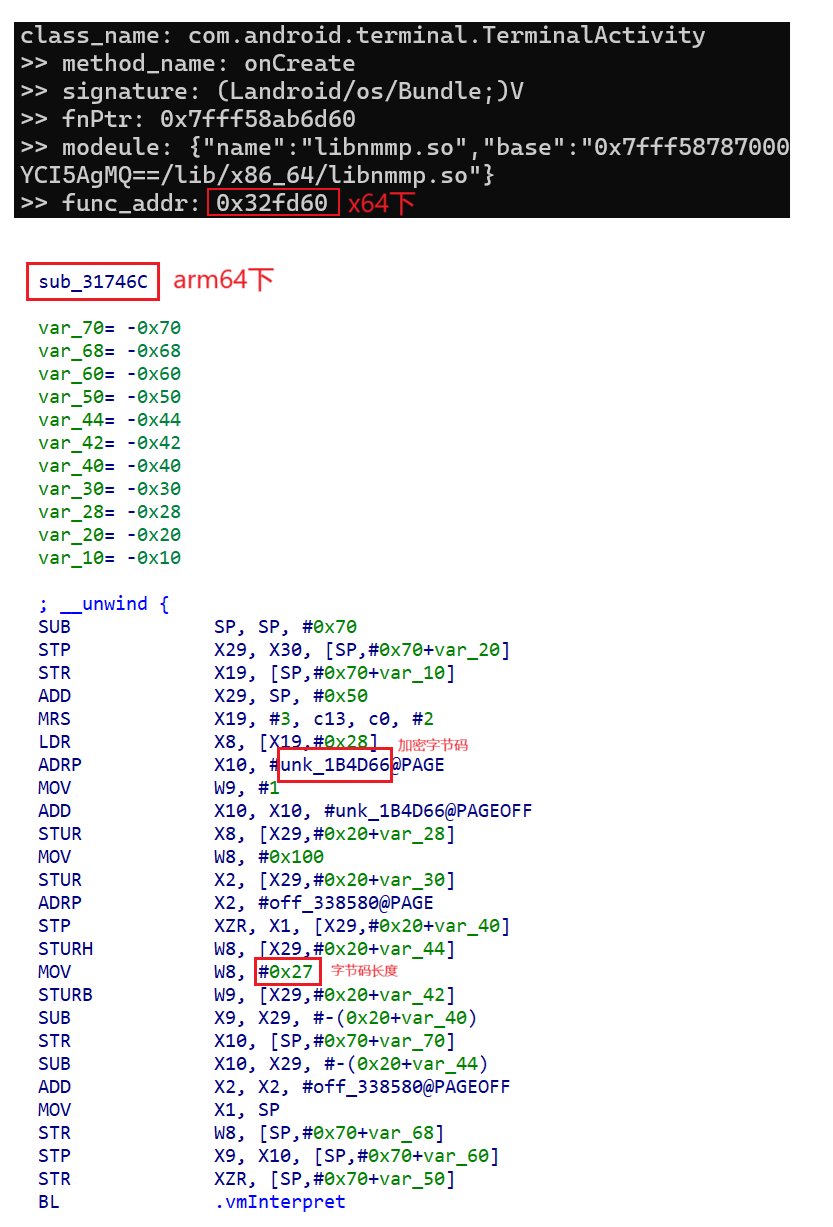 class_name: com.android.terminal.TerminalActivity
>> method_name: onCreate
>> signature: (Landroid/os/Bundle;)V
>> fnPtr: 0x7fff58ab6d60
>> modeule: {"name":"libnmmp.so","base":"0x7fff58787000
YCI5AgMQ==/lib/x86_64/libnmmp.so"}
>> func_addr: 0x32fd60 x64下
sub_31746C arm64下
var_70= -0x70
var_68= -0x68
var_60= -0x60
var_50= -0x50
var_44= -0x44
var_42= -0x42
var_40= -0x40
var_30= -0x30
var_28= -0x28
var_20= -0x20
var_10= -0x10
; __unwind {
SUB SP, SP, #0x70
STP X29, X30, [SP,#0x70+var_20]
STR X19, [SP,#0x70+var_10]
ADD X29, SP, #0x50
MRS X19, #3, c13, c0, #2
LDR X8, [X19,#0x28] 加密字节码
ADRP X10, #unk_1B4D66@PAGE
MOV W9, #1
ADD X10, X10, #unk_1B4D66@PAGEOFF
STUR X8, [X29,#0x20+var_28]
MOV W8, #0x100
STUR X2, [X29,#0x20+var_30]
ADRP X2, #off_338580@PAGE
STP XZR, X1, [X29,#0x20+var_40]
STURH W8, [X29,#0x20+var_44]
MOV W8, #0x27 字节码长度
STURB W9, [X29,#0x20+var_42]
SUB X9, X29, #-(0x20+var_40)
STR X10, [SP,#0x70+var_70]
SUB X10, X29, #-(0x20+var_44)
ADD X2, X2, #off_338580@PAGEOFF
MOV X1, SP
STR W8, [SP,#0x70+var_68]
STP X9, X10, [SP,#0x70+var_60]
STR XZR, [SP,#0x70+var_50]
BL .vmInterpret